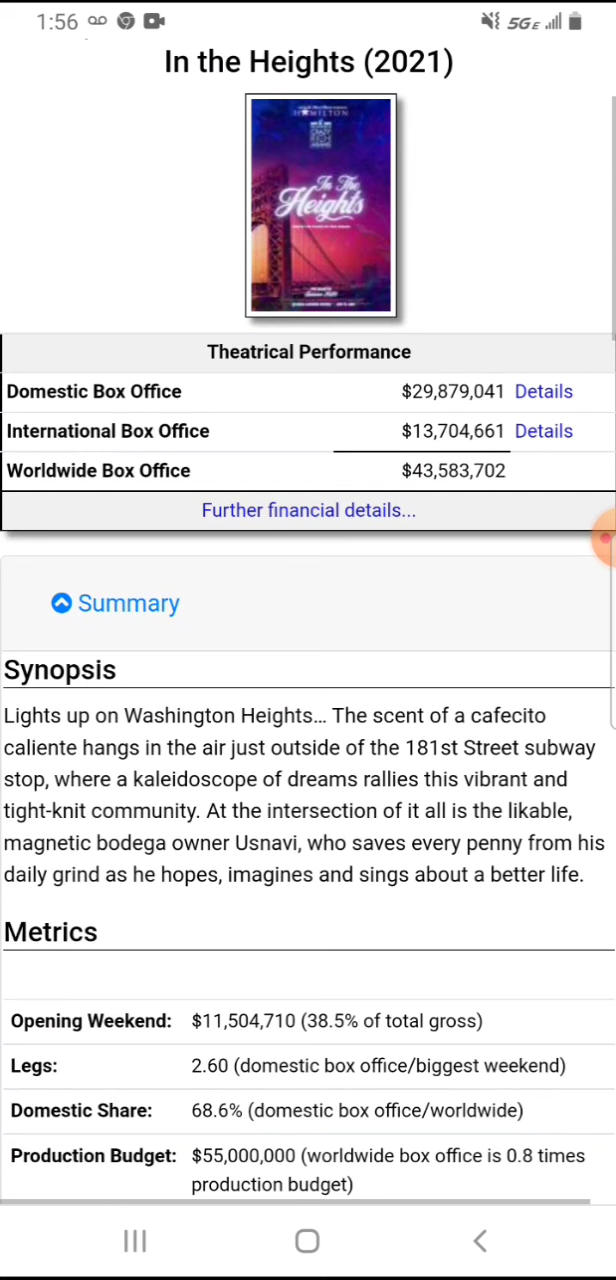 1:56
5GE
In the Heights (2021)
HAMILTON
CRAZY
RICH
ASIANS
In The
Heights
Theatrical Performance
Domestic Box Office $29,879,041 Details
International Box Office $13,704,661 Details
Worldwide Box Office $43,583,702
Further financial details...
Summary
Synopsis
Lights up on Washington Heights... The scent of a cafecito
caliente hangs in the air just outside of the 181st Street subway
stop, where a kaleidoscope of dreams rallies this vibrant and
tight-knit community. At the intersection of it all is the likable,
magnetic bodega owner Usnavi, who saves every penny from his
daily grind as he hopes, imagines and sings about a better life.
Metrics
Opening Weekend: $11,504,710 (38.5% of total gross)
Legs: 2.60 (domestic box office/biggest weekend)
Domestic Share: 68.6% (domestic box office/worldwide)
Production Budget: $55,000,000 (worldwide box office is 0.8 times
production budget)